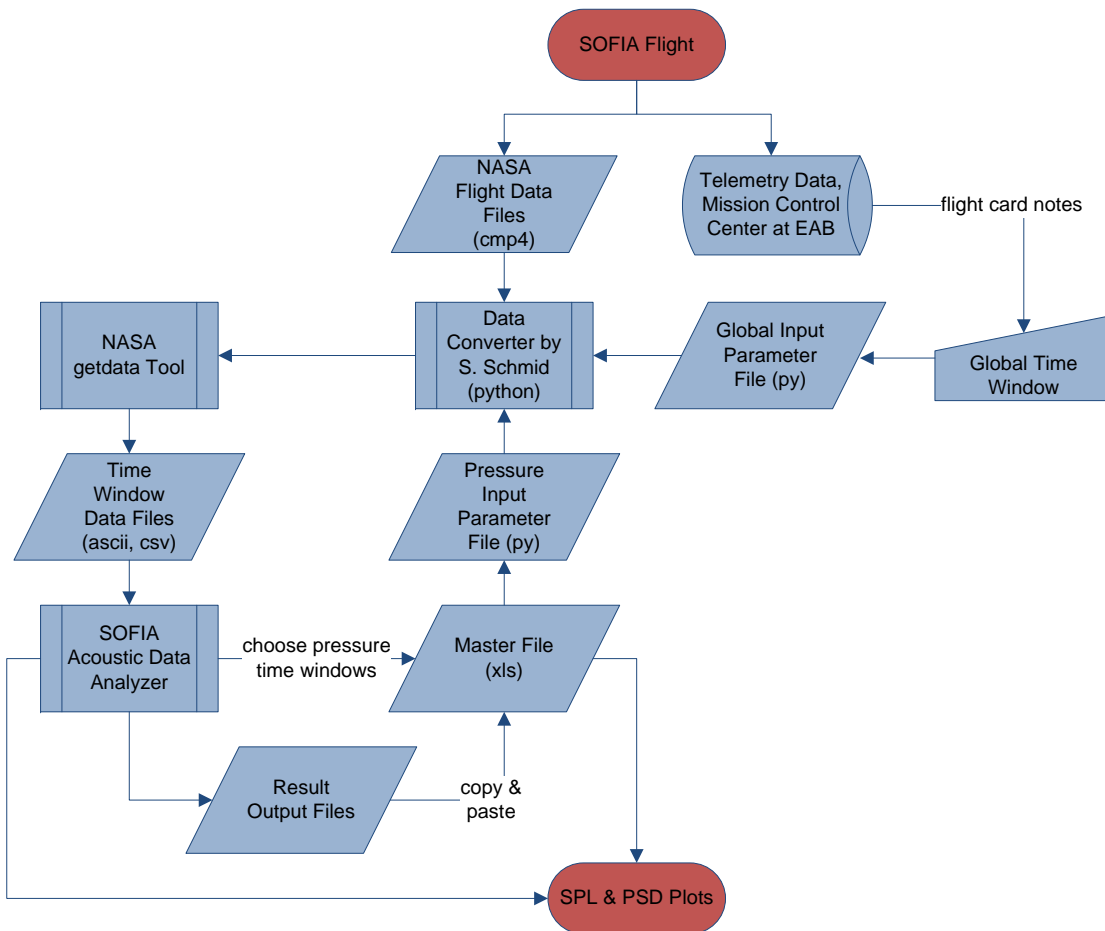 SOFIA Flight
NASA
Flight Data
Files
(cmp4)
Telemetry Data,
Mission Control
Center at EAB
flight card notes
NASA
getdata Tool
Data
Converter by
S. Schmid
(python)
Global Input
Parameter
File (py)
Global Time
Window
Time
Window
Data Files
(ascii, csv)
Pressure
Input
Parameter
File (py)
SOFIA
Acoustic Data
Analyzer
choose pressure
time windows
Master File
(xls)
Result
Output Files
copy &
paste
SPL & PSD Plots